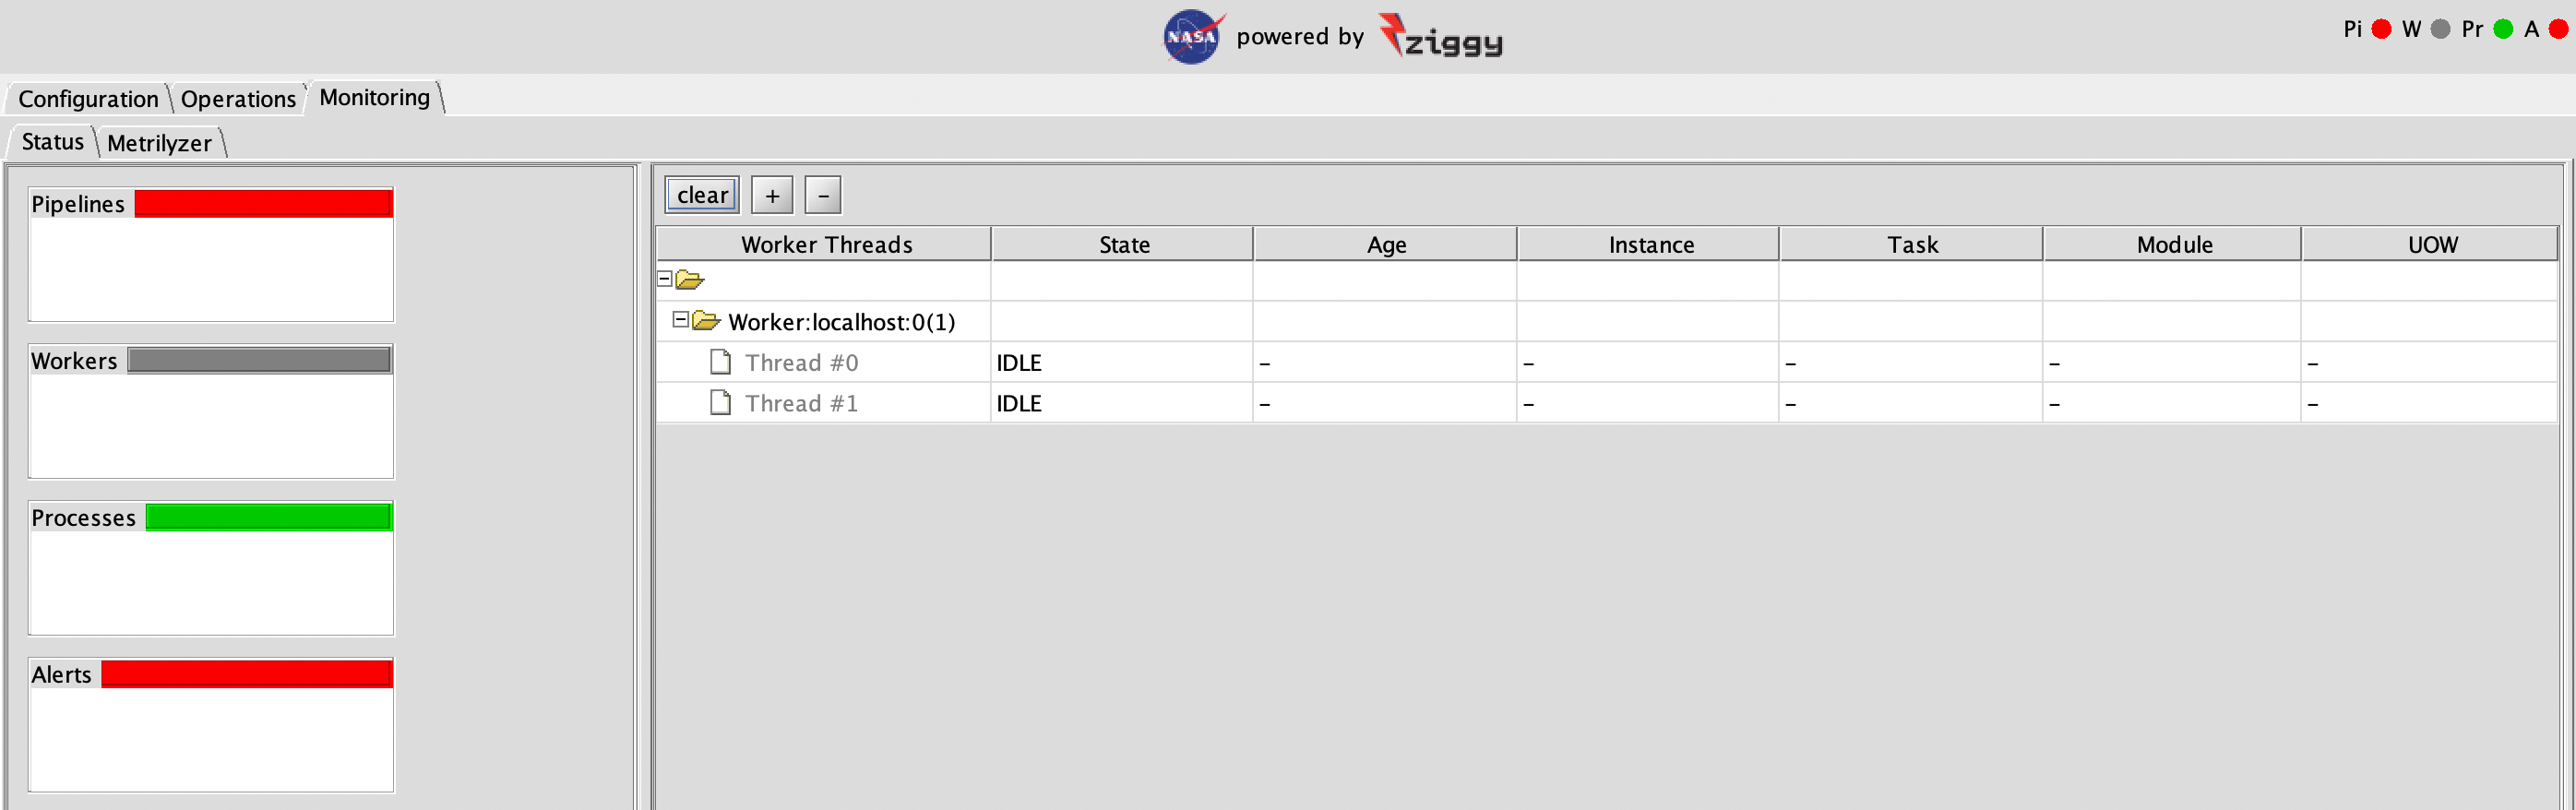 NASA powered by ziggy
Pi W Pr A
Configuration Operations Monitoring
Status Metrilyzer
Pipelines
Workers
Processes
Alerts
clear + -
Worker Threads State Age Instance Task Module UOW
Worker:localhost:0(1)
Thread #0 IDLE - - - - -
Thread #1 IDLE - - - - -